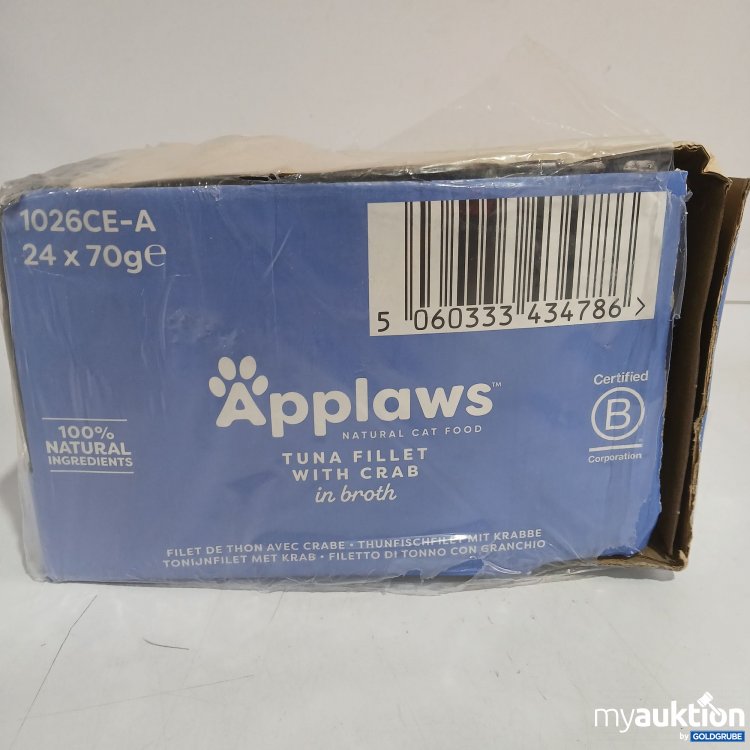 1026CE-A
24 x 70g℮
5 060333 434786 >
Applaws™
NATURAL CAT FOOD
TUNA FILLET
WITH CRAB
in broth
100%
NATURAL
INGREDIENTS
Certified
B
Corporation
FILET DE THON AVEC CRABE • THUNFISCHFILET MIT KRABBE
TONIJNFILET MET KRAB • FILETTO DI TONNO CON GRANCHIO
myauktion
by GOLDGRUBE